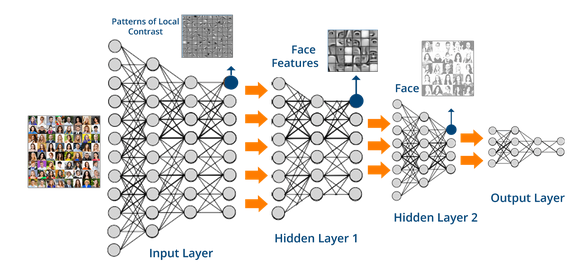 Patterns of Local
Contrast
Face
Features
Face
Input Layer
Hidden Layer 1
Hidden Layer 2
Output Layer